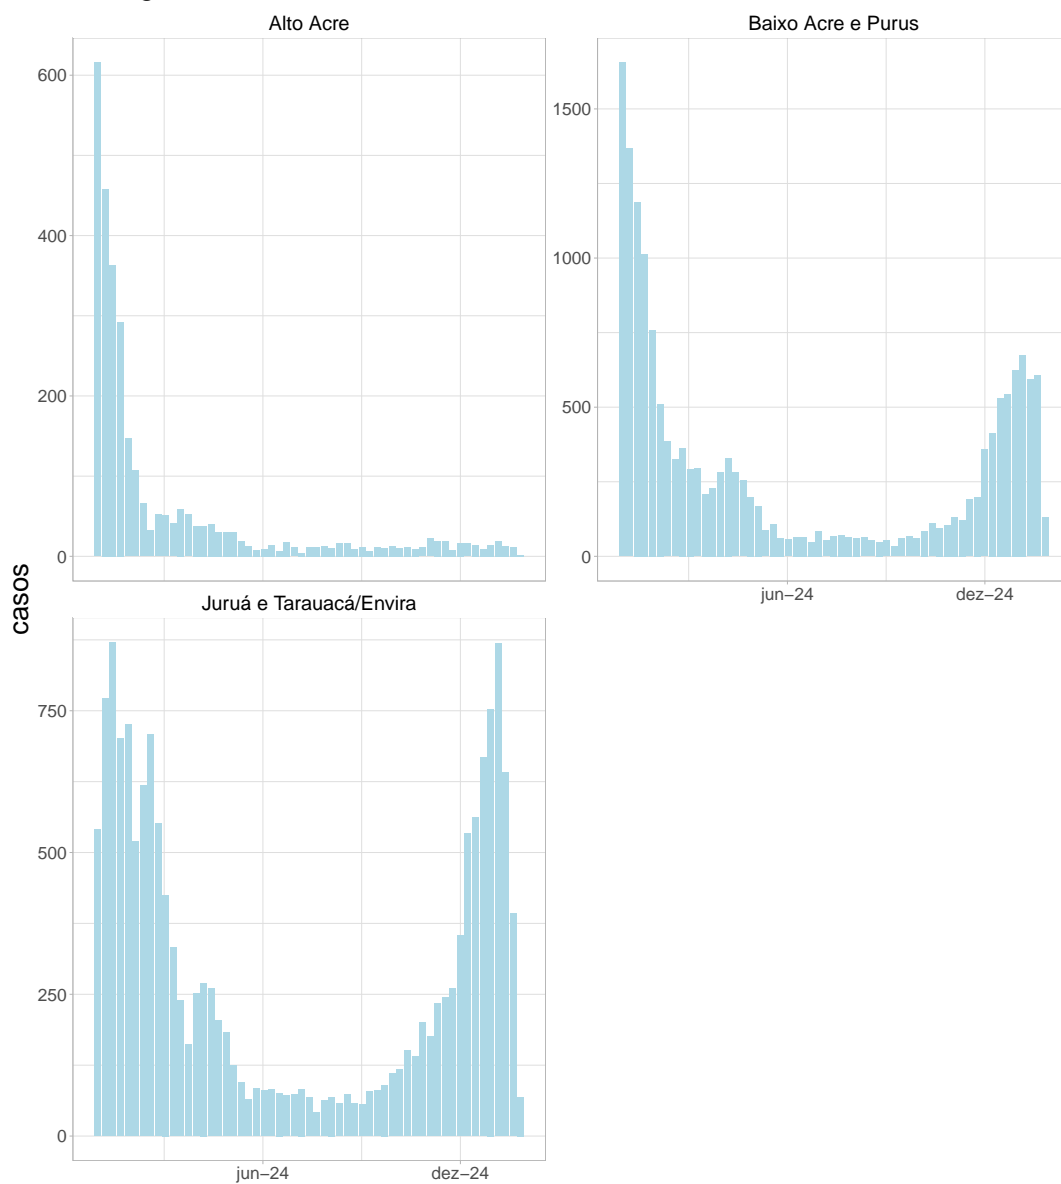 Alto Acre
Baixo Acre e Purus
600
400
200
0
1500
1000
500
0
jun−24
dez−24
casos
Juruá e Tarauacá/Envira
750
500
250
0
jun−24
dez−24